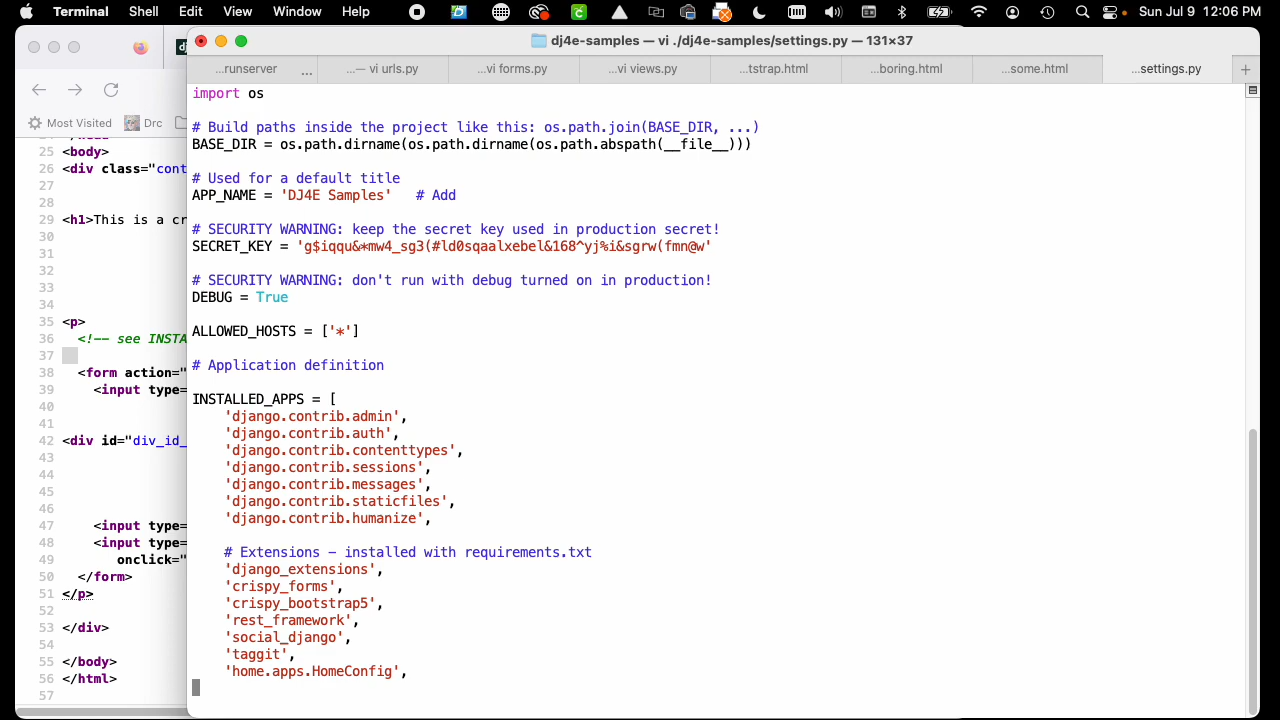 Terminal Shell Edit View Window Help Sun Jul 9 12:06 PM
dj4e-samples — vi ./dj4e-samples/settings.py — 131×37
...runserver ... ...— vi urls.py ...vi forms.py ...vi views.py ...tstrap.html ...boring.html ...some.html ...settings.py +
Most Visited Drc
25 <body>
26 <div class="cont
27
28
29 <h1>This is a cr
30
31
32
33
34
35 <p>
36 <!-- see INSTA
37
38 <form action="
39 <input type=
40
41
42 <div id="div_id_
43
44
45
46
47 <input type=
48 <input type=
49 onclick="
50 </form>
51 </p>
52
53 </div>
54
55 </body>
56 </html>
57
import os
# Build paths inside the project like this: os.path.join(BASE_DIR, ...)
BASE_DIR = os.path.dirname(os.path.dirname(os.path.abspath(__file__)))
# Used for a default title
APP_NAME = 'DJ4E Samples' # Add
# SECURITY WARNING: keep the secret key used in production secret!
SECRET_KEY = 'g$iqqu&*mw4_sg3(#ld0sqaalxebel&168^yj%i&sgrw(fmn@w'
# SECURITY WARNING: don't run with debug turned on in production!
DEBUG = True
ALLOWED_HOSTS = ['*']
# Application definition
INSTALLED_APPS = [
'django.contrib.admin',
'django.contrib.auth',
'django.contrib.contenttypes',
'django.contrib.sessions',
'django.contrib.messages',
'django.contrib.staticfiles',
'django.contrib.humanize',
# Extensions – installed with requirements.txt
'django_extensions',
'crispy_forms',
'crispy_bootstrap5',
'rest_framework',
'social_django',
'taggit',
'home.apps.HomeConfig',